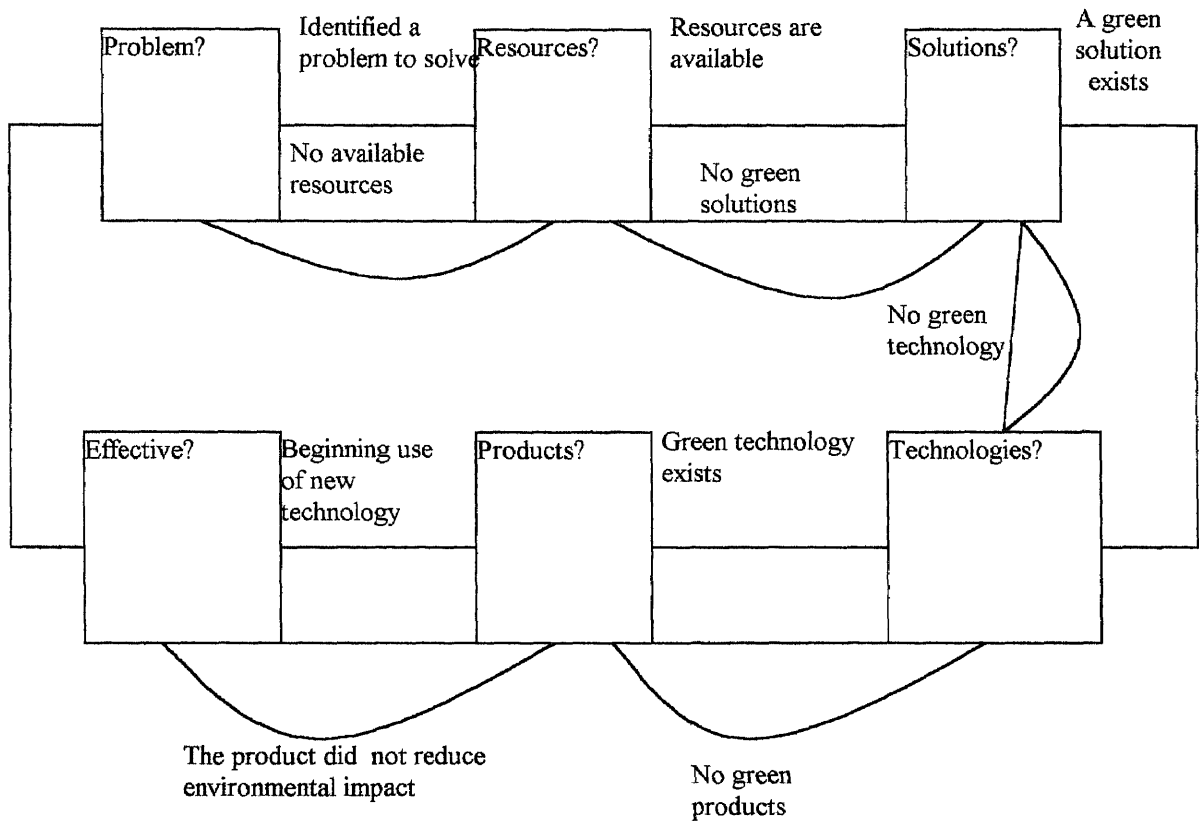 Problem?
Identified a
problem to solve
Resources?
Resources are
available
Solutions?
A green
solution
exists
No available
resources
No green
solutions
No green
technology
Effective?
Beginning use
of new
technology
Products?
Green technology
exists
Technologies?
The product did not reduce
environmental impact
No green
products